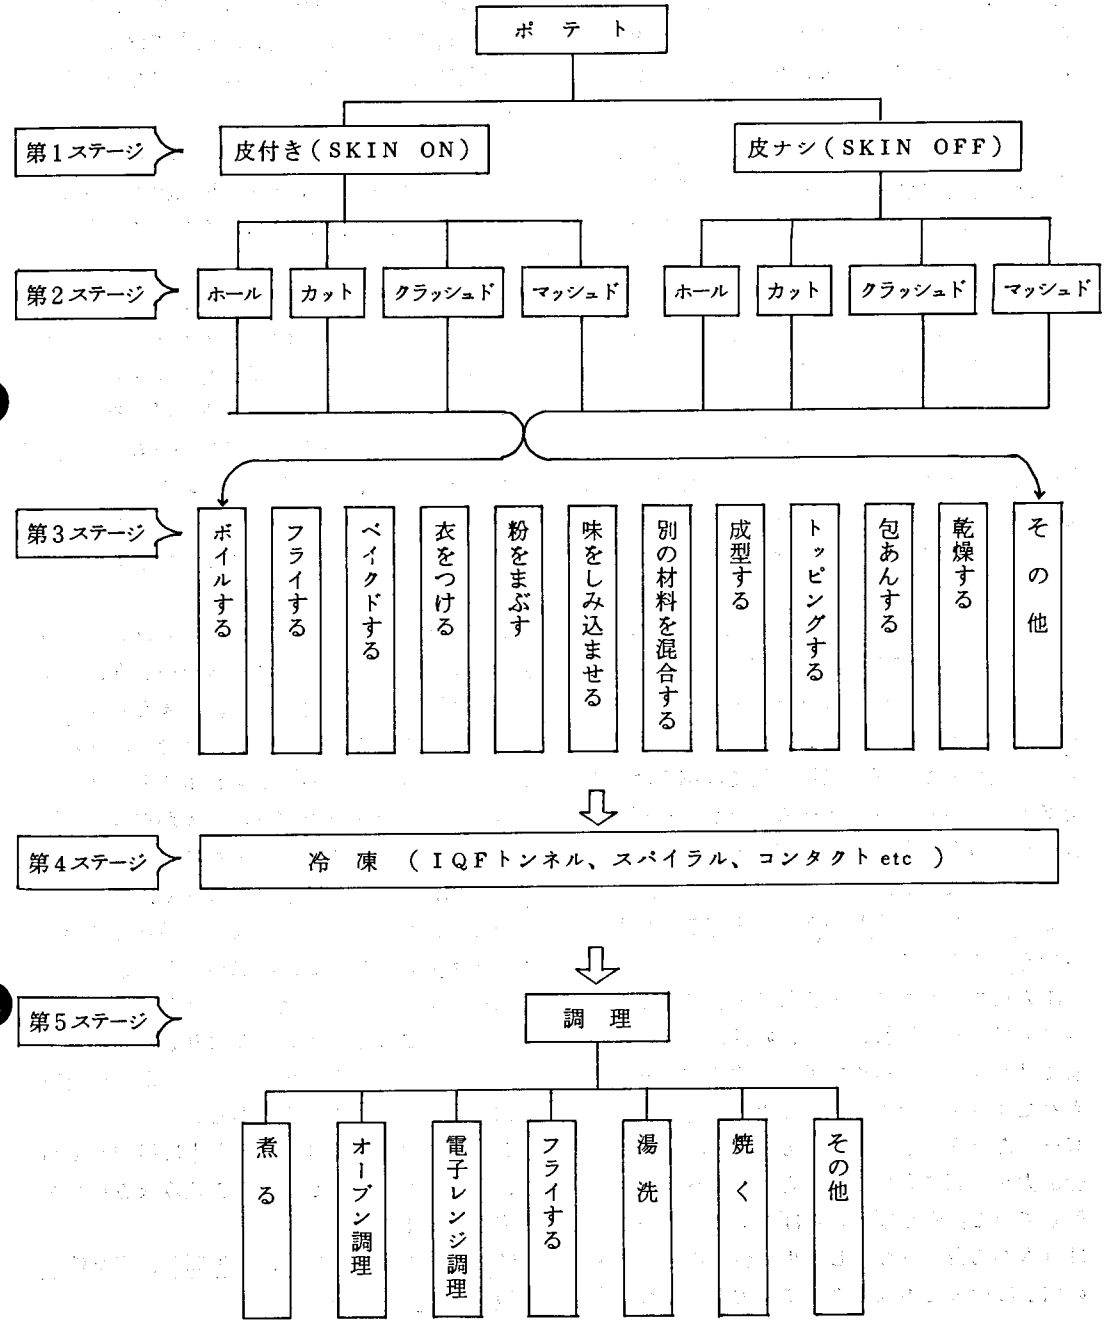 ポテト
第1ステージ
皮付き(SKIN ON)
皮ナシ(SKIN OFF)
第2ステージ
ホール
カット
クラッシュド
マッシュド
ホール
カット
クラッシュド
マッシュド
第3ステージ
ボイルする
フライする
ベイクドする
衣をつける
粉をまぶす
味をしみ込ませる
別の材料を混合する
成型する
トッピングする
包あんする
乾燥する
その他
第4ステージ
冷凍(IQFトンネル、スパイラル、コンタクトetc)
第5ステージ
調理
煮る
オーブン調理
電子レンジ調理
フライする
湯洗
焼く
その他